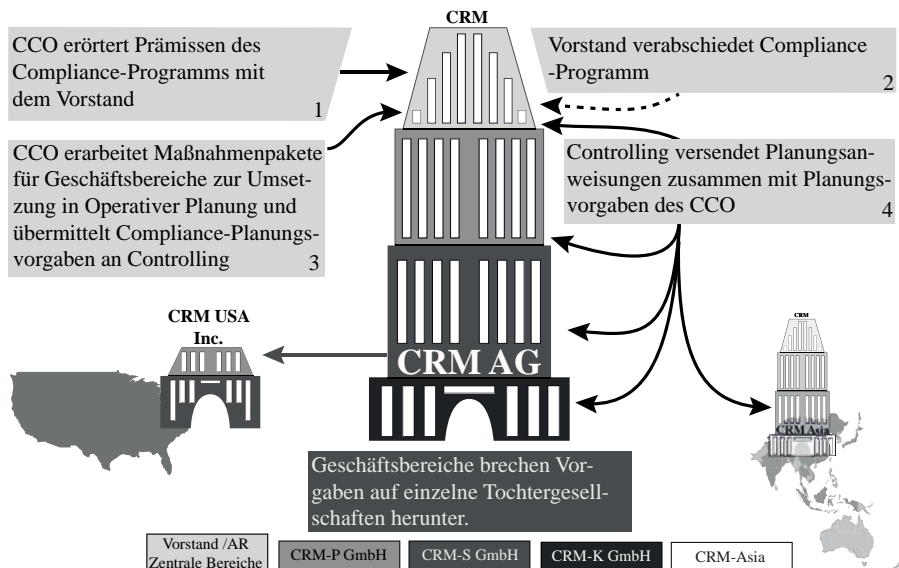 CRM
CCO erörtert Prämissen des
Compliance-Programms mit
dem Vorstand
1
Vorstand verabschiedet Compliance
-Programm
2
CCO erarbeitet Maßnahmenpakete
für Geschäftsbereiche zur Umset-
zung in Operativer Planung und
übermittelt Compliance-Planungs-
vorgaben an Controlling
3
Controlling versendet Planungsan-
weisungen zusammen mit Planungs-
vorgaben des CCO
4
CRM USA
Inc.
CRM AG
CRM
CRM Asia
Geschäftsbereiche brechen Vor-
gaben auf einzelne Tochtergesell-
schaften herunter.
Vorstand /AR
Zentrale Bereiche
CRM-P GmbH
CRM-S GmbH
CRM-K GmbH
CRM-Asia